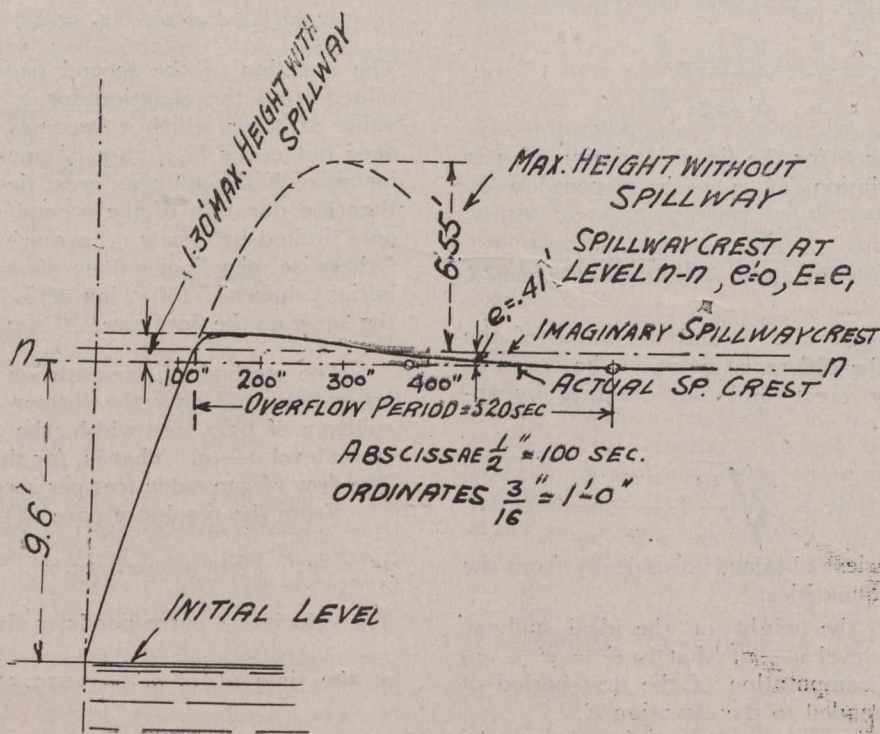 1.30' MAX. HEIGHT WITH
SPILLWAY
MAX. HEIGHT WITHOUT
SPILLWAY
6.55'
e₁=.41'
SPILLWAY CREST AT
LEVEL n-n, e'=0, E=e,
IMAGINARY SPILLWAY CREST
n
n
100" 200" 300" 400"
ACTUAL SP. CREST
OVERFLOW PERIOD=520SEC
ABSCISSAE 1/2" = 100 SEC.
ORDINATES 3/16" = 1'-0"
9.6'
INITIAL LEVEL